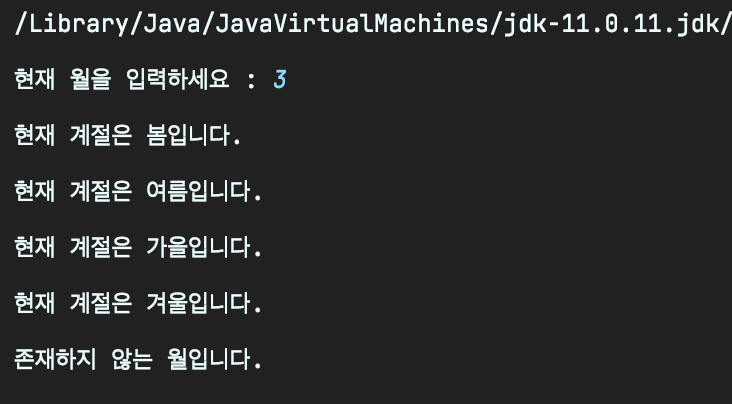 /Library/Java/JavaVirtualMachines/jdk-11.0.11.jdk/
현재 월을 입력하세요 : 3
현재 계절은 봄입니다.
현재 계절은 여름입니다.
현재 계절은 가을입니다.
현재 계절은 겨울입니다.
존재하지 않는 월입니다.